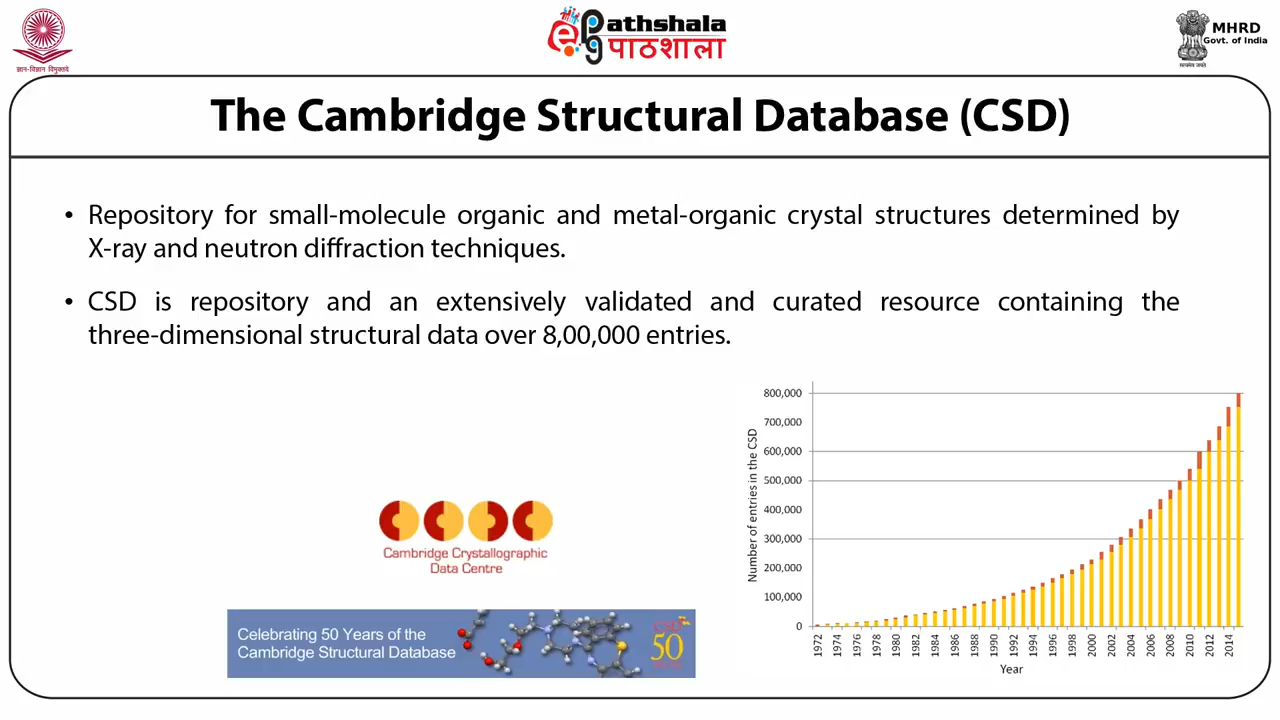 ज्ञान-विज्ञान विमुक्तये
ePathshala
पाठशाला
सत्यमेव जयते
MHRD
Govt. of India
The Cambridge Structural Database (CSD)
• Repository for small-molecule organic and metal-organic crystal structures determined by
X-ray and neutron diffraction techniques.
• CSD is repository and an extensively validated and curated resource containing the
three-dimensional structural data over 8,00,000 entries.
Cambridge Crystallographic
Data Centre
Celebrating 50 Years of the
Cambridge Structural Database
CSD
50
Number of entries in the CSD
800,000
700,000
600,000
500,000
400,000
300,000
200,000
100,000
0
1972 1974 1976 1978 1980 1982 1984 1986 1988 1990 1992 1994 1996 1998 2000 2002 2004 2006 2008 2010 2012 2014
Year